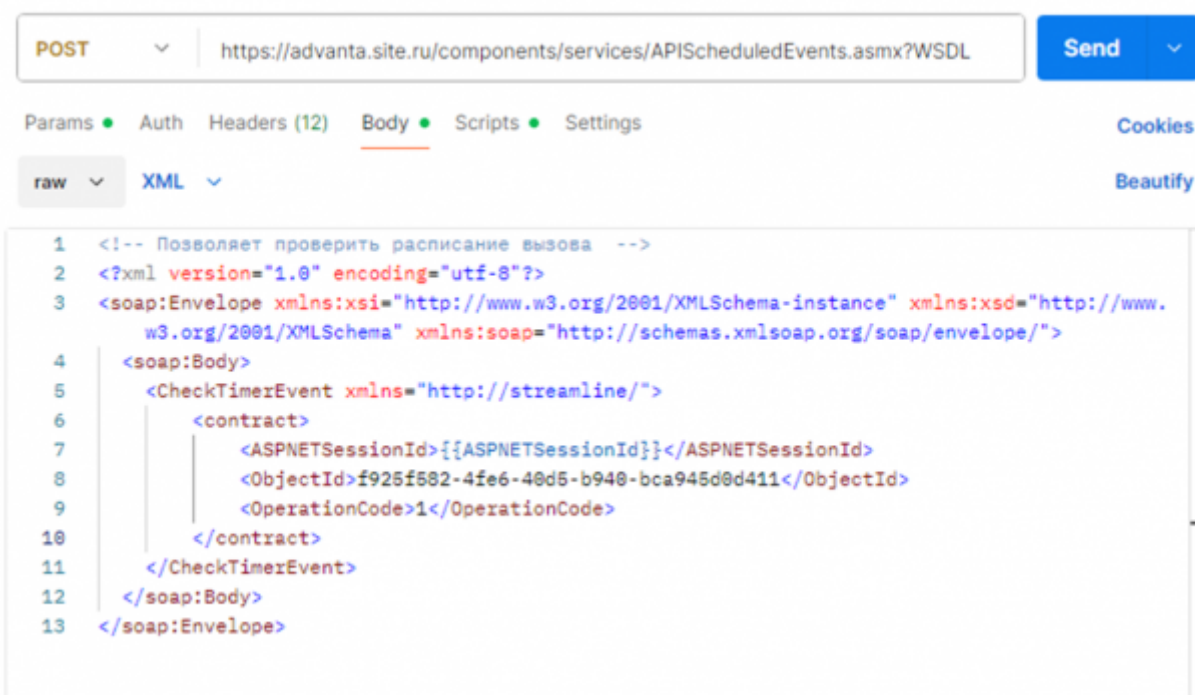 POST https://advanta.site.ru/components/services/APIScheduledEvents.asmx?WSDL Send
Params Auth Headers (12) Body Scripts Settings Cookies
raw XML Beautify
1 <!-- Позволяет проверить расписание вызова -->
2 <?xml version="1.0" encoding="utf-8"?>
3 <soap:Envelope xmlns:xsi="http://www.w3.org/2001/XMLSchema-instance" xmlns:xsd="http://www.
w3.org/2001/XMLSchema" xmlns:soap="http://schemas.xmlsoap.org/soap/envelope/">
4 <soap:Body>
5 <CheckTimerEvent xmlns="http://streamline/">
6 <contract>
7 <ASPNETSessionId>{{ASPNETSessionId}}</ASPNETSessionId>
8 <ObjectId>f925f582-4fe6-40d5-b940-bca945d0d411</ObjectId>
9 <OperationCode>1</OperationCode>
10 </contract>
11 </CheckTimerEvent>
12 </soap:Body>
13 </soap:Envelope>